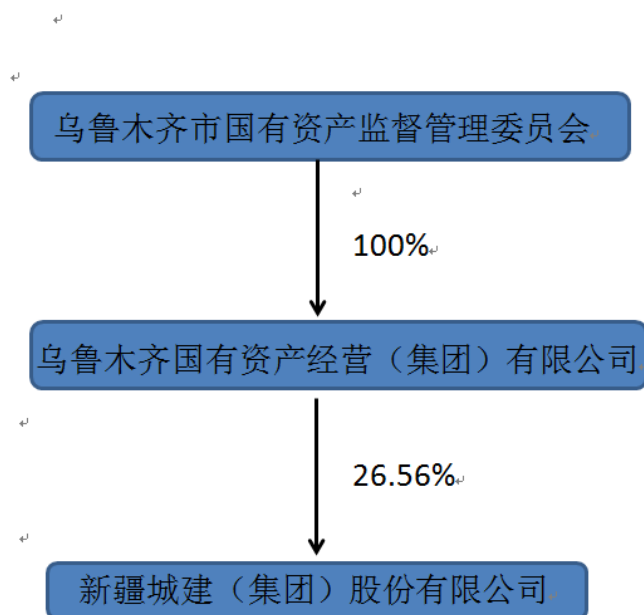 乌鲁木齐市国有资产监督管理委员会
100%
乌鲁木齐国有资产经营（集团）有限公司
26.56%
新疆城建（集团）股份有限公司